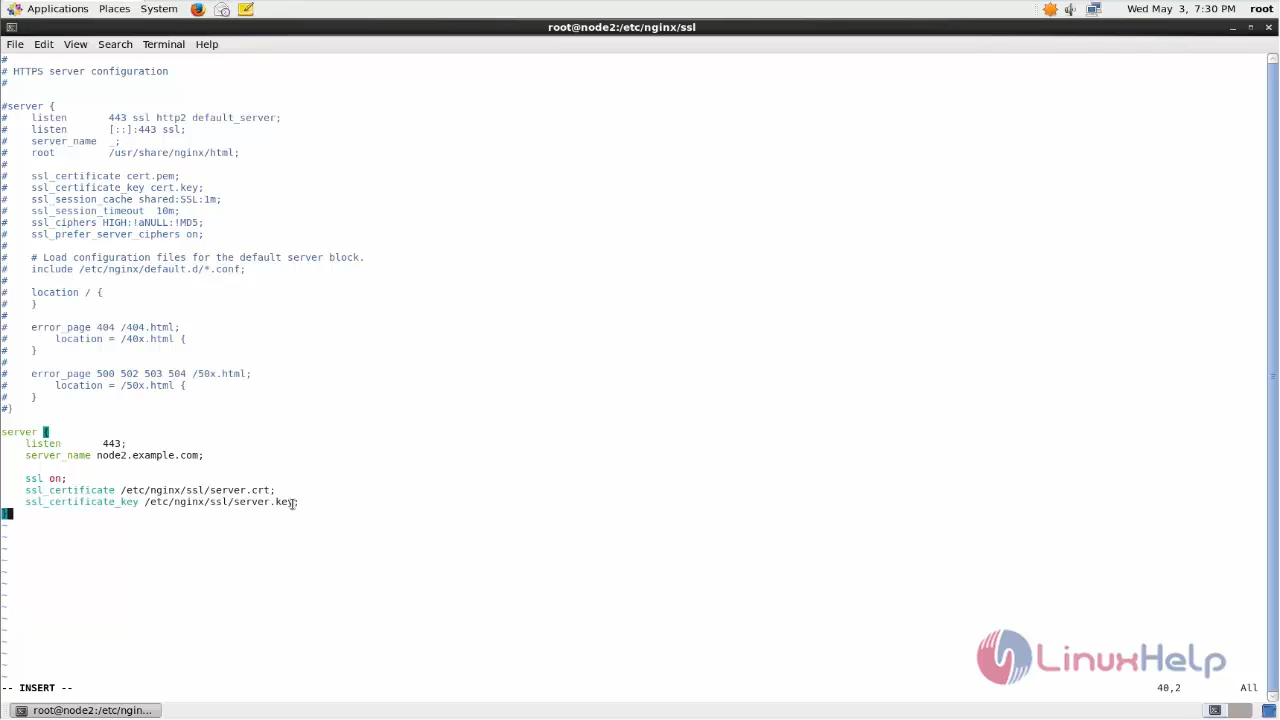 Applications Places System Wed May 3, 7:30 PM root
root@node2:/etc/nginx/ssl
File Edit View Search Terminal Help
#
# HTTPS server configuration
#
#server {
#    listen       443 ssl http2 default_server;
#    listen       [::]:443 ssl;
#    server_name  _;
#    root         /usr/share/nginx/html;
#
#    ssl_certificate cert.pem;
#    ssl_certificate_key cert.key;
#    ssl_session_cache shared:SSL:1m;
#    ssl_session_timeout  10m;
#    ssl_ciphers HIGH:!aNULL:!MD5;
#    ssl_prefer_server_ciphers on;
#
#    # Load configuration files for the default server block.
#    include /etc/nginx/default.d/*.conf;
#
#    location / {
#    }
#
#    error_page 404 /404.html;
#        location = /40x.html {
#    }
#
#    error_page 500 502 503 504 /50x.html;
#        location = /50x.html {
#    }
#}
server {
    listen       443;
    server_name node2.example.com;
    ssl on;
    ssl_certificate /etc/nginx/ssl/server.crt;
    ssl_certificate_key /etc/nginx/ssl/server.key;
}
~
~
~
~
~
~
~
~
~
~
~
~
~
~
LinuxHelp
-- INSERT -- 40,2 All
root@node2:/etc/ngin...